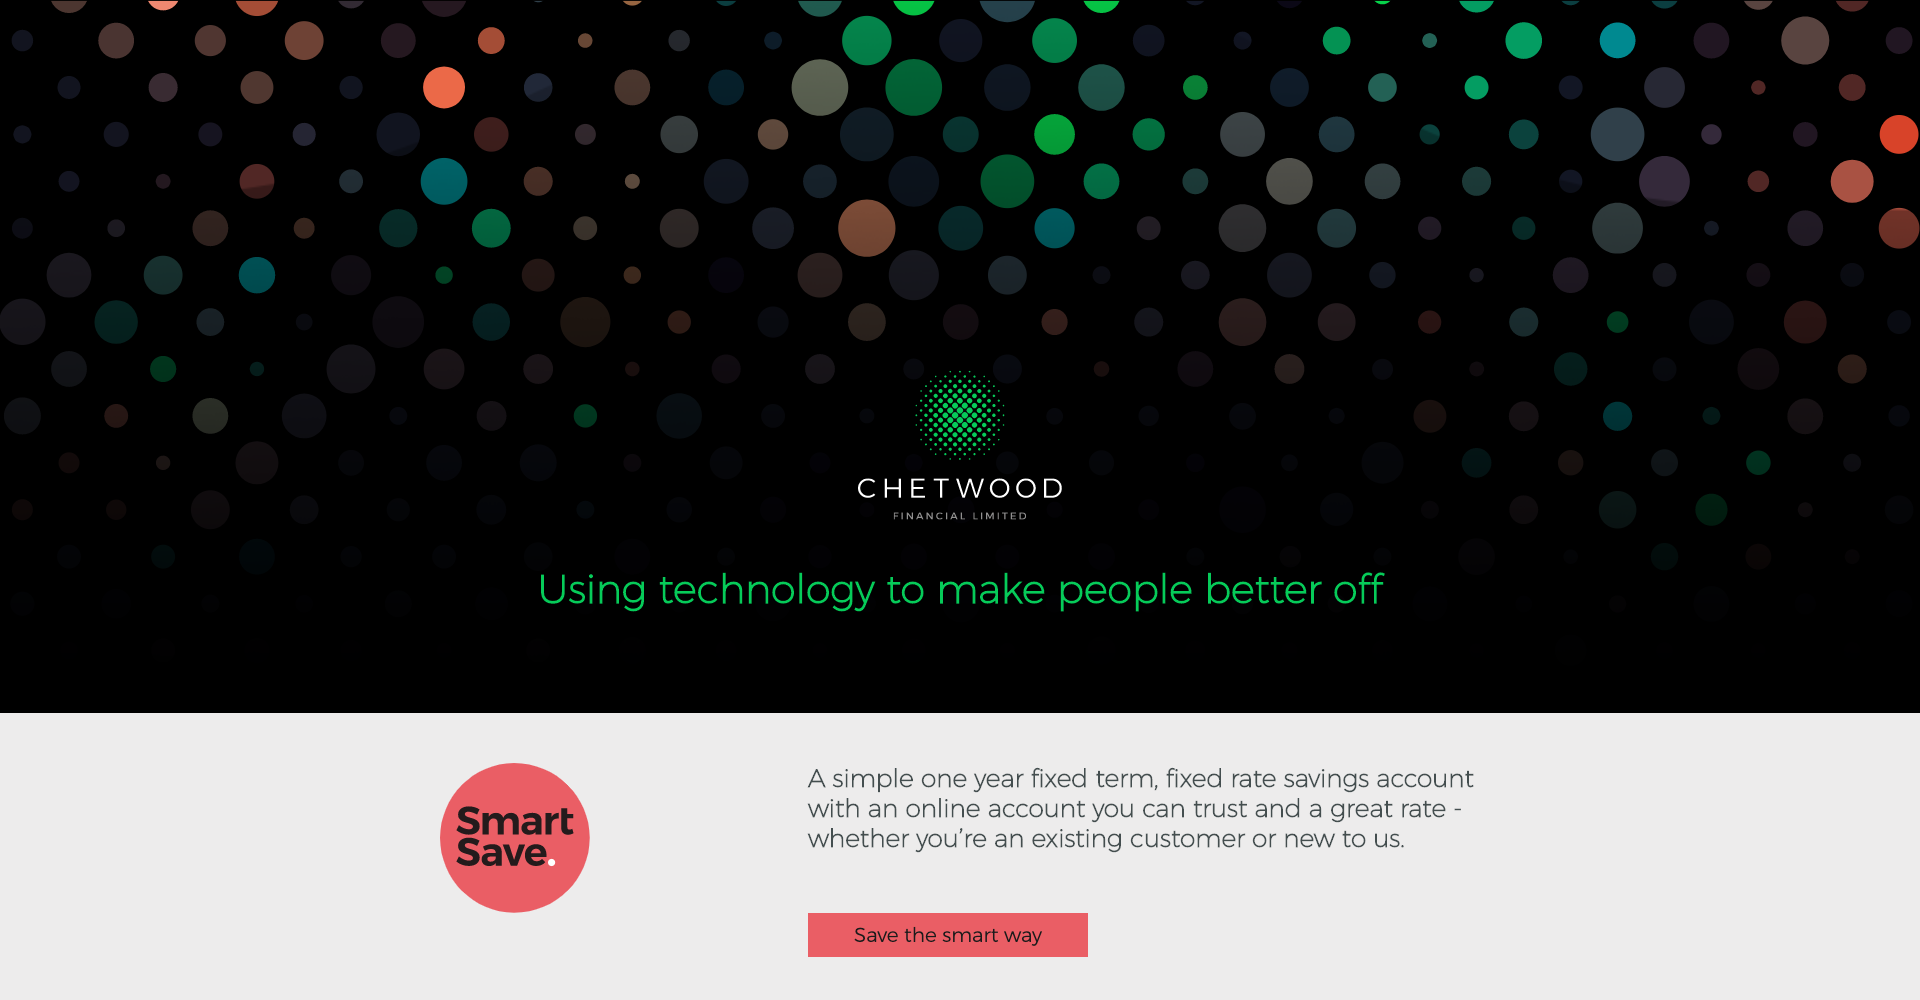 CHETWOOD
FINANCIAL LIMITED
Using technology to make people better off
Smart
Save.
A simple one year fixed term, fixed rate savings account
with an online account you can trust and a great rate -
whether you’re an existing customer or new to us.
Save the smart way